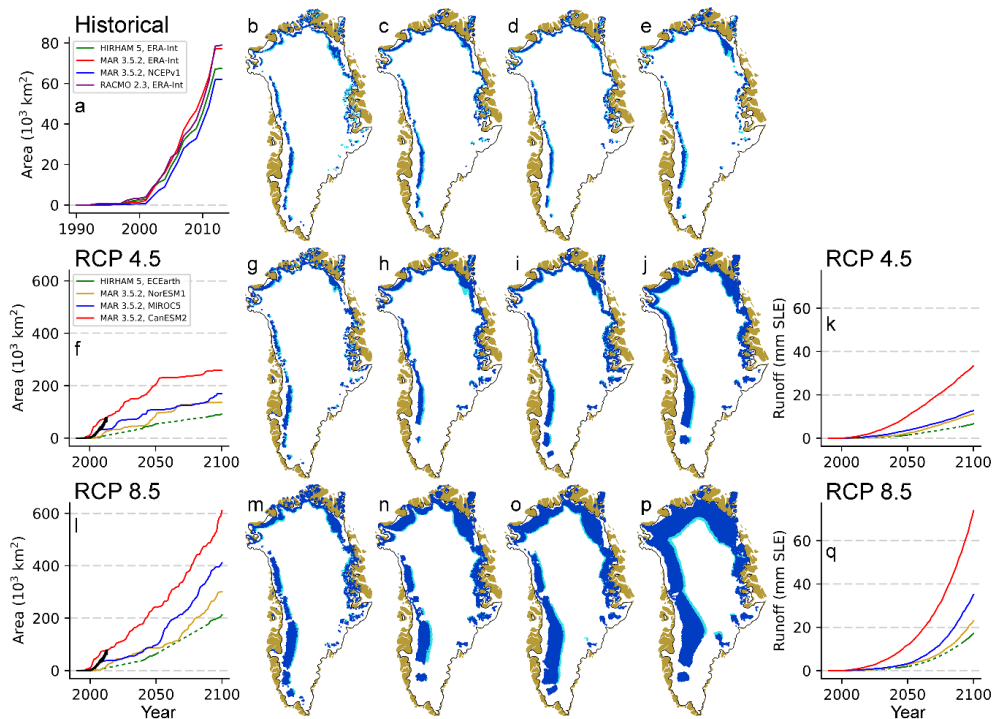 Historical
b
c
d
e
80
60
40
20
0
HIRHAM 5, ERA-Int
MAR 3.5.2, ERA-Int
MAR 3.5.2, NCEPv1
RACMO 2.3, ERA-Int
a
Area (10³ km²)
1990
2000
2010
RCP 4.5
g
h
i
j
RCP 4.5
600
400
200
0
HIRHAM 5, ECEarth
MAR 3.5.2, NorESM1
MAR 3.5.2, MIROC5
MAR 3.5.2, CanESM2
f
Area (10³ km²)
2000
2050
2100
60
40
20
0
k
Runoff (mm SLE)
2000
2050
2100
RCP 8.5
m
n
o
p
RCP 8.5
600
400
200
0
l
Area (10³ km²)
2000
2050
2100
Year
60
40
20
0
q
Runoff (mm SLE)
2000
2050
2100
Year